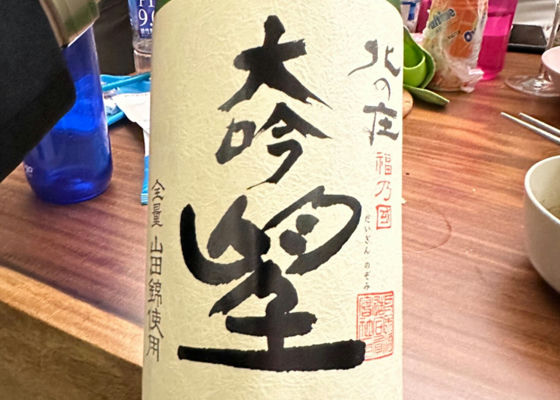 北の庄
福乃国
だいぎん のぞみ
大吟
望
全量 山田錦使用